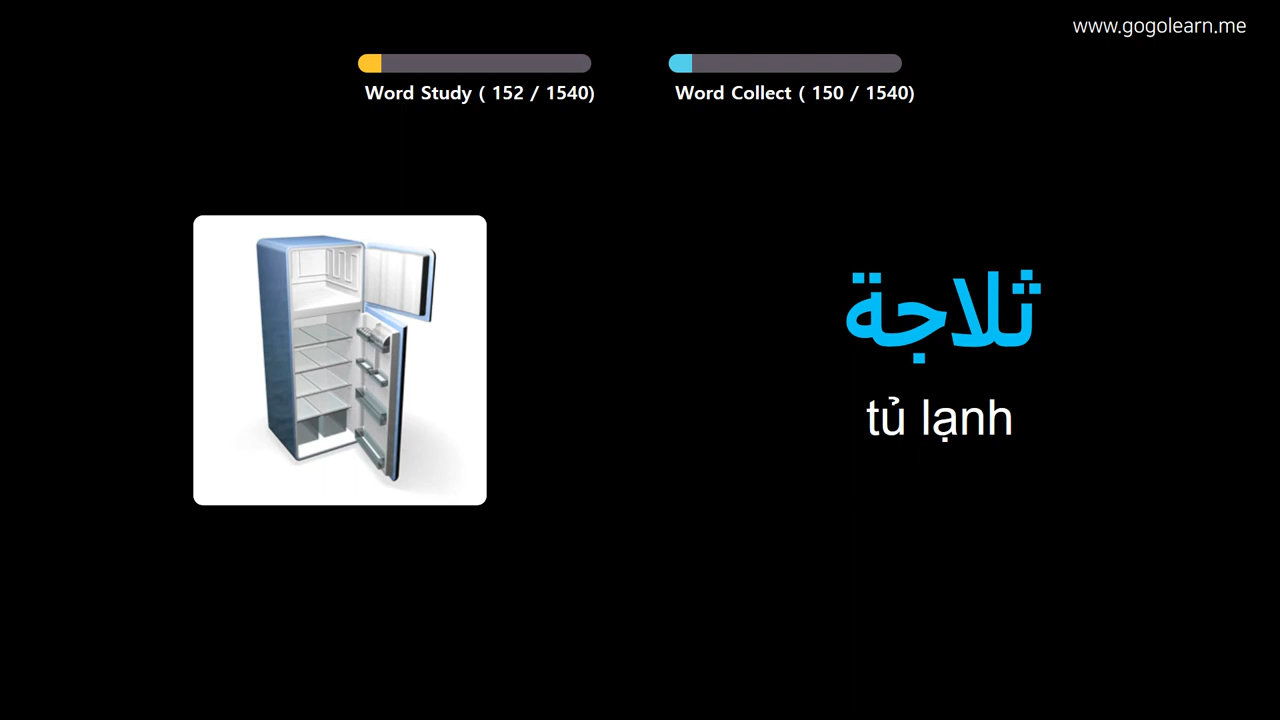 www.gogolearn.me
Word Study ( 152 / 1540)
Word Collect ( 150 / 1540)
ثلاجة
tủ lạnh